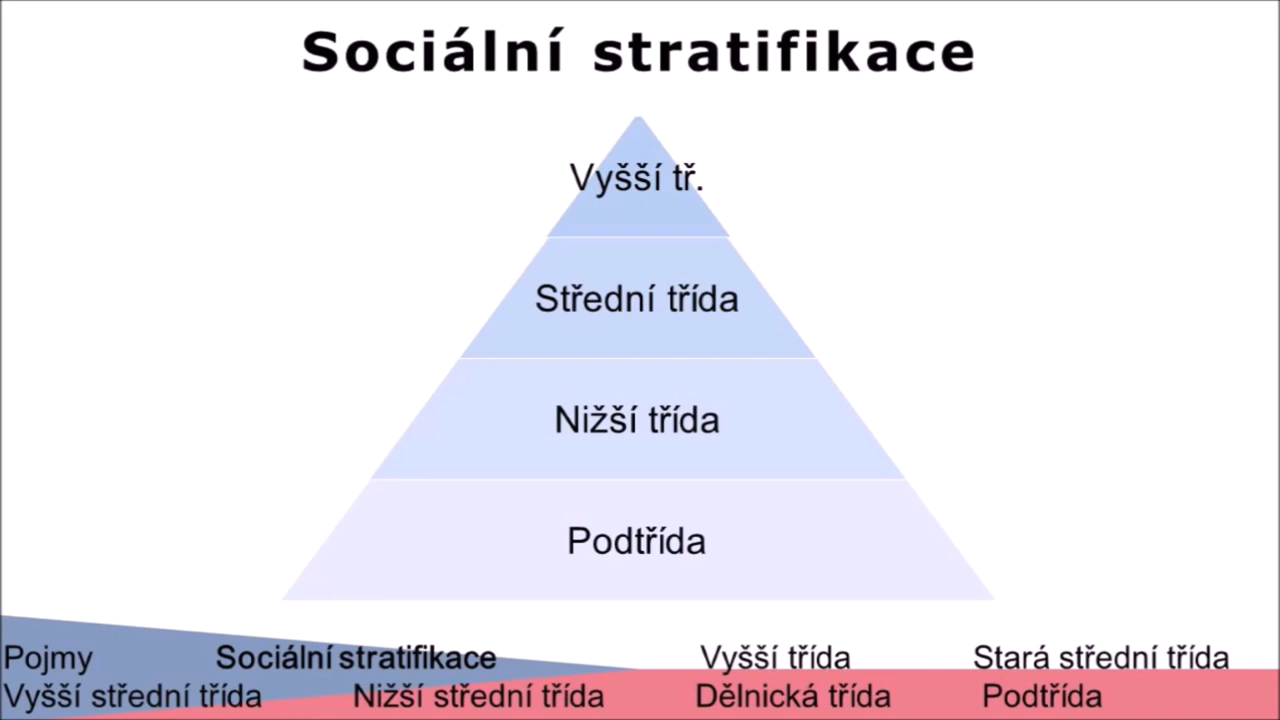 Sociální stratifikace
Vyšší tř.
Střední třída
Nižší třída
Podtřída
Pojmy Sociální stratifikace Vyšší třída Stará střední třída
Vyšší střední třída Nižší střední třída Dělnická třída Podtřída